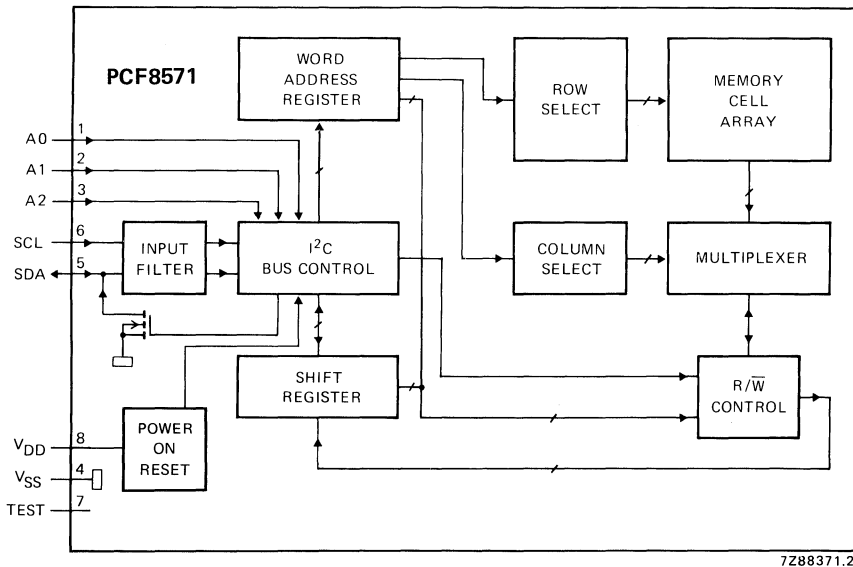 PCF8571
WORD
ADDRESS
REGISTER
ROW
SELECT
MEMORY
CELL
ARRAY
A0 1
A1 2
A2 3
SCL 6
SDA 5
INPUT
FILTER
I²C
BUS CONTROL
COLUMN
SELECT
MULTIPLEXER
SHIFT
REGISTER
R/W̅
CONTROL
POWER
ON
RESET
VDD 8
VSS 4
TEST 7
7Z88371.2